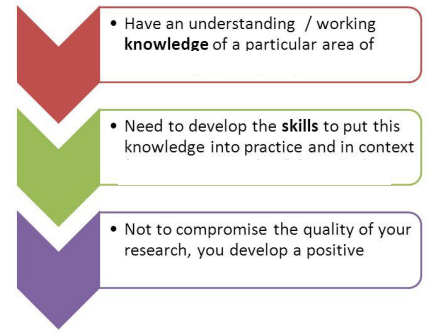 • Have an understanding / working
knowledge of a particular area of
• Need to develop the skills to put this
knowledge into practice and in context
• Not to compromise the quality of your
research, you develop a positive